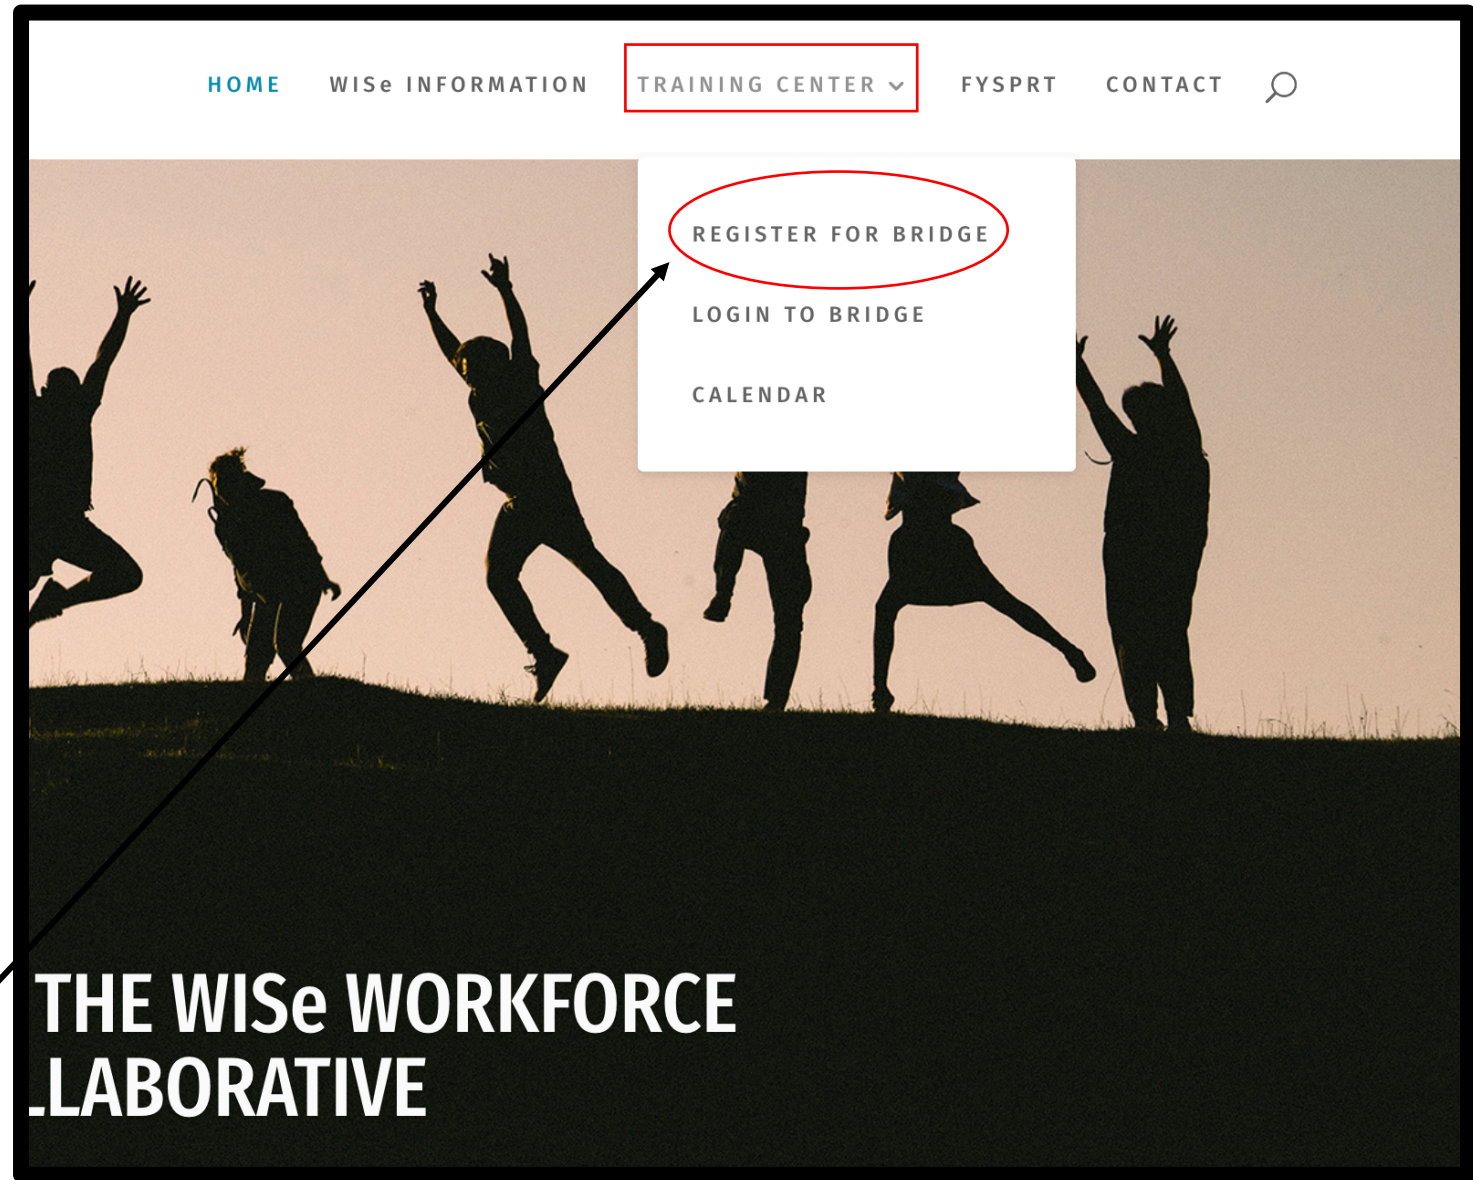 HOME WISe INFORMATION TRAINING CENTER FYSPRT CONTACT
REGISTER FOR BRIDGE
LOGIN TO BRIDGE
CALENDAR
THE WISe WORKFORCE
LLABORATIVE